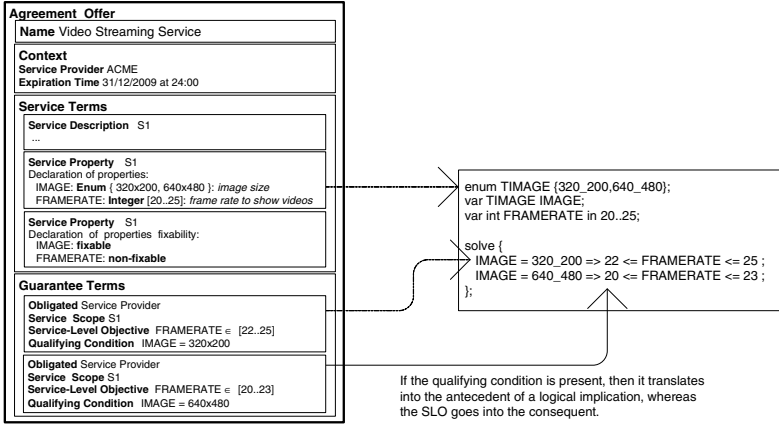 Agreement Offer
Name Video Streaming Service
Context
Service Provider ACME
Expiration Time 31/12/2009 at 24:00
Service Terms
Service Description S1
...
Service Property S1
Declaration of properties:
IMAGE: Enum { 320x200, 640x480 }: image size
FRAMERATE: Integer [20..25]: frame rate to show videos
Service Property S1
Declaration of properties fixability:
IMAGE: fixable
FRAMERATE: non-fixable
Guarantee Terms
Obligated Service Provider
Service Scope S1
Service-Level Objective FRAMERATE ∈ [22..25]
Qualifying Condition IMAGE = 320x200
Obligated Service Provider
Service Scope S1
Service-Level Objective FRAMERATE ∈ [20..23]
Qualifying Condition IMAGE = 640x480
enum TIMAGE {320_200,640_480};
var TIMAGE IMAGE;
var int FRAMERATE in 20..25;
solve {
IMAGE = 320_200 => 22 <= FRAMERATE <= 25 ;
IMAGE = 640_480 => 20 <= FRAMERATE <= 23 ;
};
If the qualifying condition is present, then it translates
into the antecedent of a logical implication, whereas
the SLO goes into the consequent.